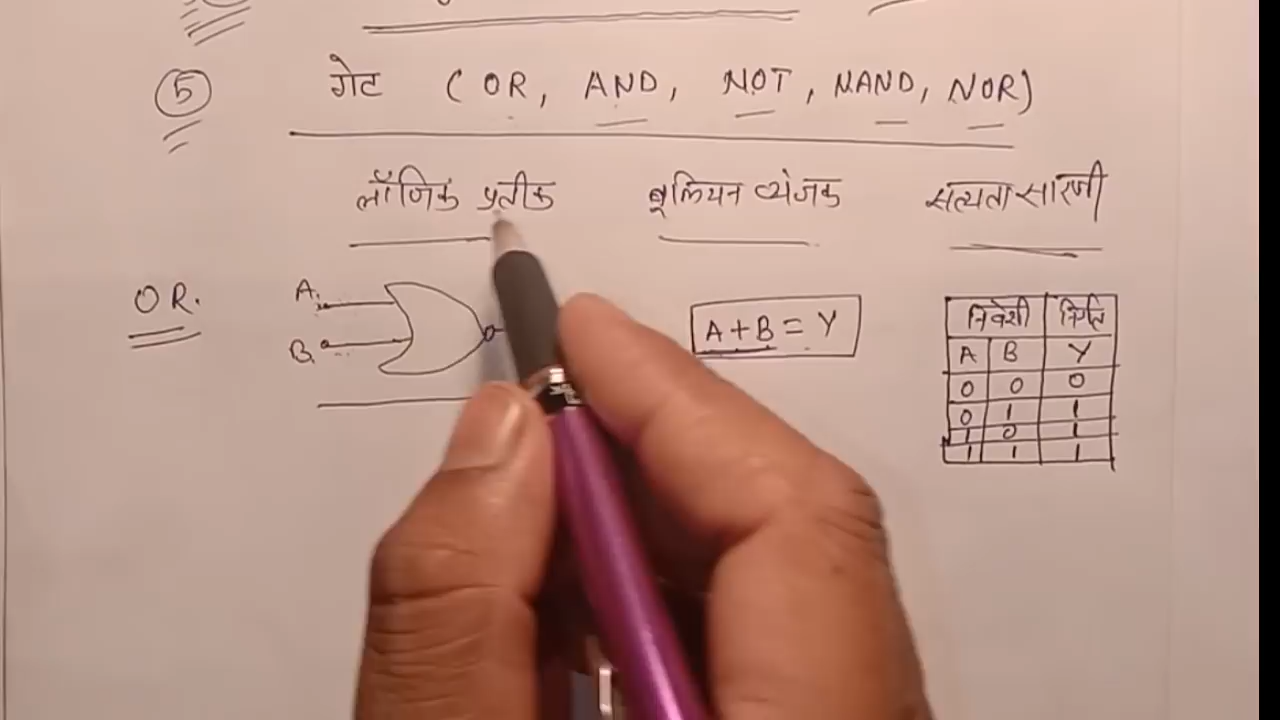 5 गेट ( OR, AND, NOT, NAND, NOR)
लॉजिक प्रतीक बूलियन व्यंजक सत्यता सारणी
OR.
A.
B.
A + B = Y
निवेशी निर्गत
A B Y
0 0 0
0 1 1
1 0 1
1 1 1